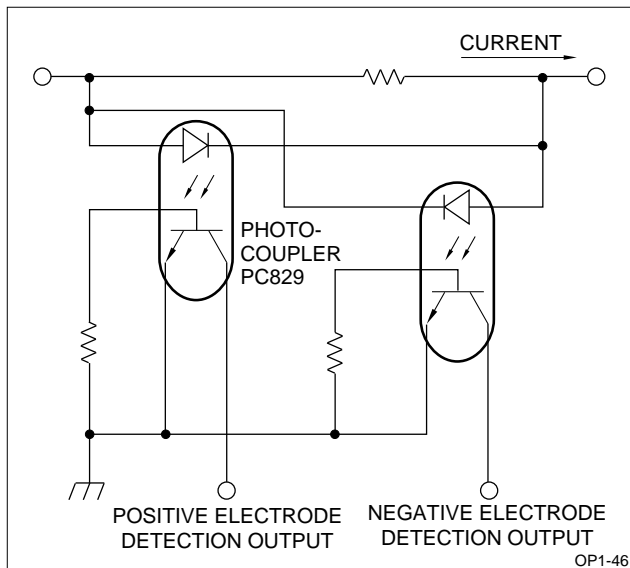 CURRENT
PHOTO-
COUPLER
PC829
POSITIVE ELECTRODE
DETECTION OUTPUT
NEGATIVE ELECTRODE
DETECTION OUTPUT
OP1-46